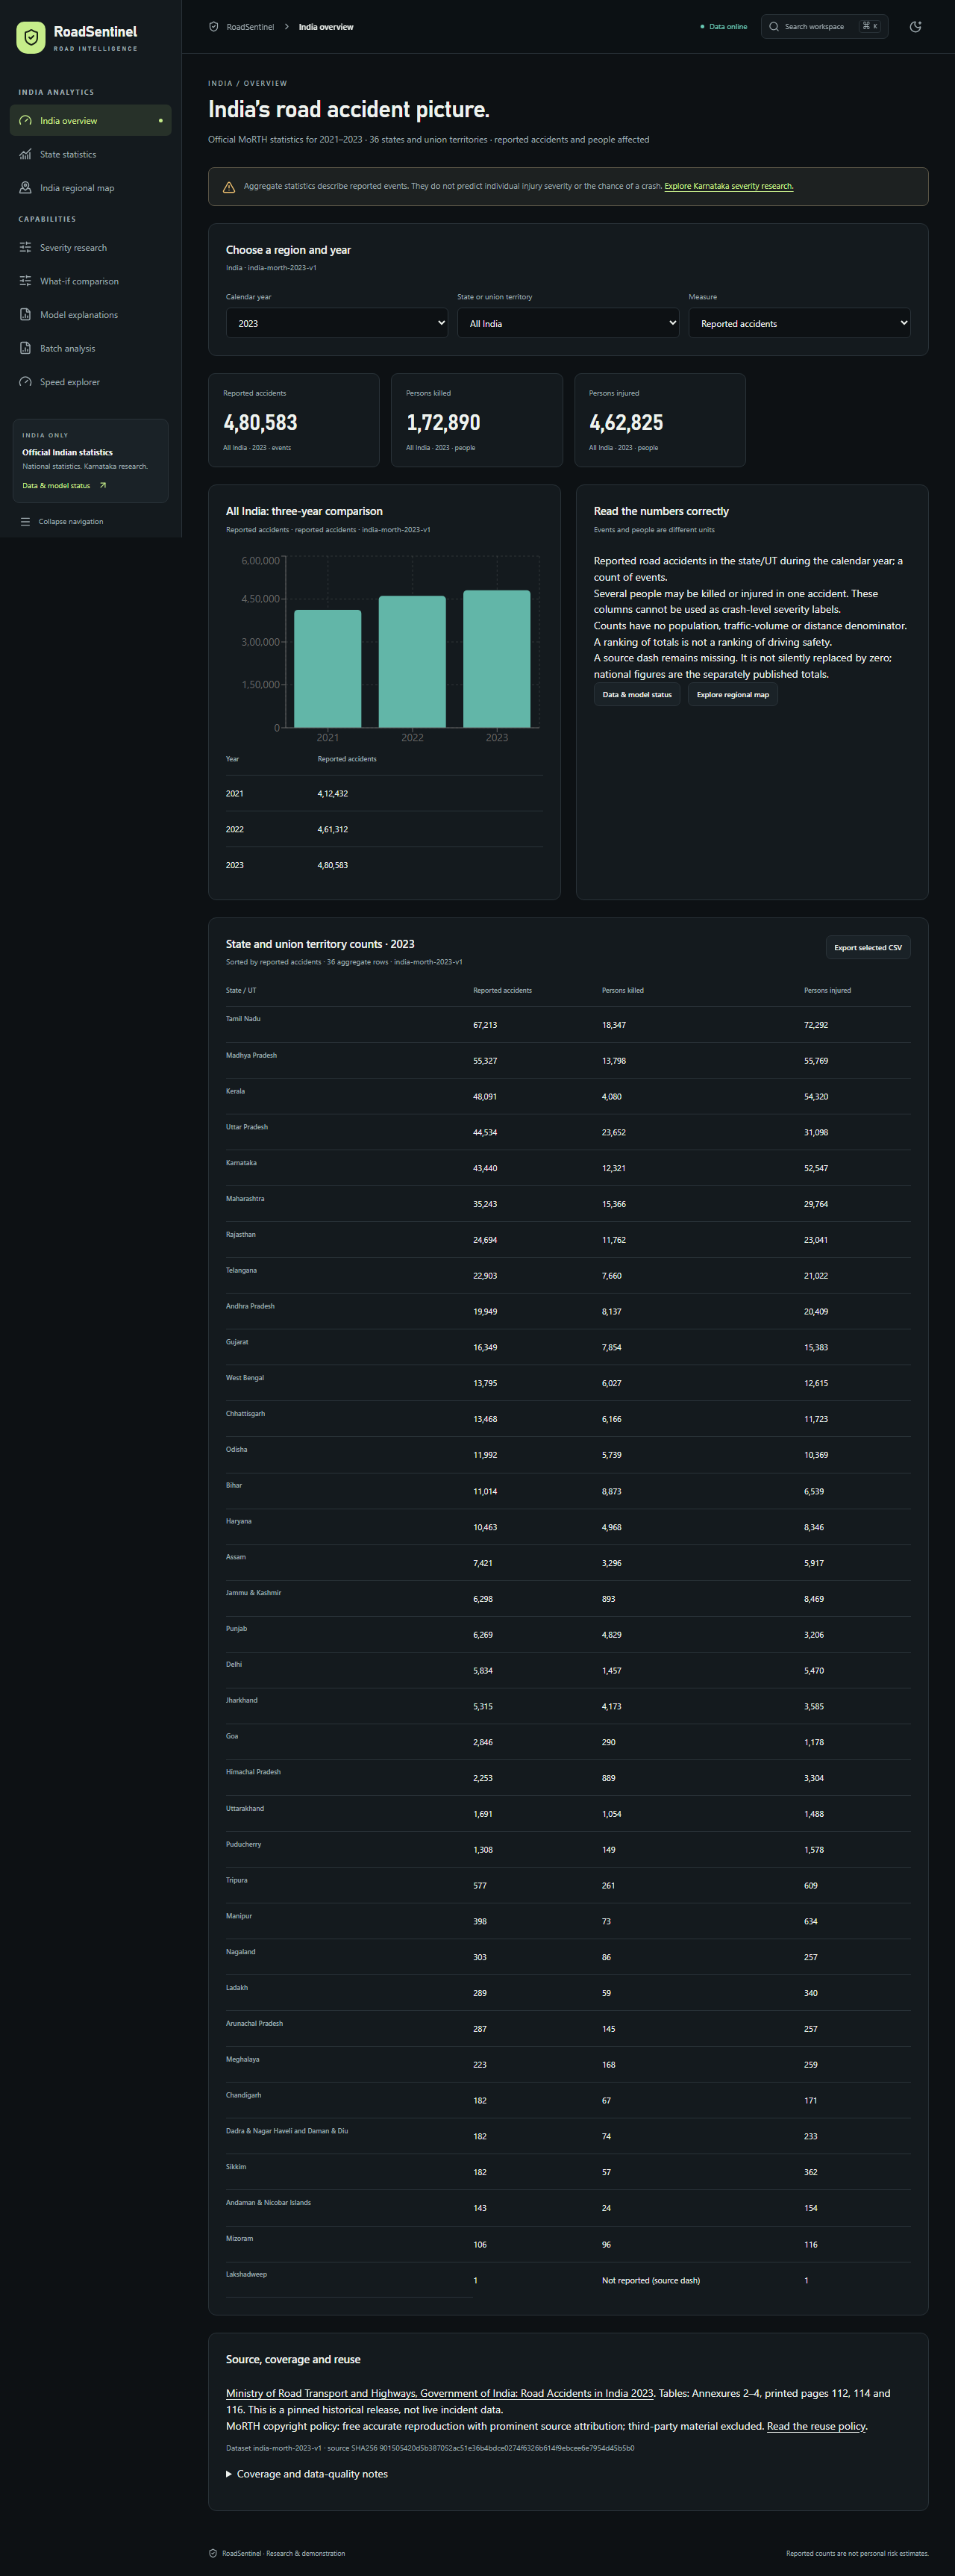 RoadSentinel
ROAD INTELLIGENCE
INDIA ANALYTICS
India overview
State statistics
India regional map
CAPABILITIES
Severity research
What-if comparison
Model explanations
Batch analysis
Speed explorer
INDIA ONLY
Official Indian statistics
National statistics. Karnataka research.
Data & model status
Collapse navigation
RoadSentinel > India overview
Data online
Search workspace ⌘ K
INDIA / OVERVIEW
India's road accident picture.
Official MoRTH statistics for 2021–2023 · 36 states and union territories · reported accidents and people affected
Aggregate statistics describe reported events. They do not predict individual injury severity or the chance of a crash. Explore Karnataka severity research.
Choose a region and year
India · india-morth-2023-v1
Calendar year State or union territory Measure
2023 All India Reported accidents
Reported accidents
4,80,583
All India · 2023 · events
Persons killed
1,72,890
All India · 2023 · people
Persons injured
4,62,825
All India · 2023 · people
All India: three-year comparison
Reported accidents · reported accidents · india-morth-2023-v1
6,00,000
4,50,000
3,00,000
1,50,000
0
2021 2022 2023
Year Reported accidents
2021 4,12,432
2022 4,61,312
2023 4,80,583
Read the numbers correctly
Events and people are different units
Reported road accidents in the state/UT during the calendar year; a
count of events.
Several people may be killed or injured in one accident. These
columns cannot be used as crash-level severity labels.
Counts have no population, traffic-volume or distance denominator.
A ranking of totals is not a ranking of driving safety.
A source dash remains missing. It is not silently replaced by zero;
national figures are the separately published totals.
Data & model status Explore regional map
State and union territory counts · 2023
Sorted by reported accidents · 36 aggregate rows · india-morth-2023-v1
Export selected CSV
State / UT Reported accidents Persons killed Persons injured
Tamil Nadu 67,213 18,347 72,292
Madhya Pradesh 55,327 13,798 55,769
Kerala 48,091 4,080 54,320
Uttar Pradesh 44,534 23,652 31,098
Karnataka 43,440 12,321 52,547
Maharashtra 35,243 15,366 29,764
Rajasthan 24,694 11,762 23,041
Telangana 22,903 7,660 21,022
Andhra Pradesh 19,949 8,137 20,409
Gujarat 16,349 7,854 15,383
West Bengal 13,795 6,027 12,615
Chhattisgarh 13,468 6,166 11,723
Odisha 11,992 5,739 10,369
Bihar 11,014 8,873 6,539
Haryana 10,463 4,968 8,346
Assam 7,421 3,296 5,917
Jammu & Kashmir 6,298 893 8,469
Punjab 6,269 4,829 3,206
Delhi 5,834 1,457 5,470
Jharkhand 5,315 4,173 3,585
Goa 2,846 290 1,178
Himachal Pradesh 2,253 889 3,304
Uttarakhand 1,691 1,054 1,488
Puducherry 1,308 149 1,578
Tripura 577 261 609
Manipur 398 73 634
Nagaland 303 86 257
Ladakh 289 59 340
Arunachal Pradesh 287 145 257
Meghalaya 223 168 259
Chandigarh 182 67 171
Dadra & Nagar Haveli and Daman & Diu 182 74 233
Sikkim 182 57 362
Andaman & Nicobar Islands 143 24 154
Mizoram 106 96 116
Lakshadweep 1 Not reported (source dash) 1
Source, coverage and reuse
Ministry of Road Transport and Highways, Government of India: Road Accidents in India 2023. Tables: Annexures 2–4, printed pages 112, 114 and
116. This is a pinned historical release, not live incident data.
MoRTH copyright policy: free accurate reproduction with prominent source attribution; third-party material excluded. Read the reuse policy.
Dataset india-morth-2023-v1 · source SHA256 901505420d5b387052ac51e36b4bdce0274f6326b614f9ebcee6e7954d45b5b0
Coverage and data-quality notes
RoadSentinel · Research & demonstration
Reported counts are not personal risk estimates.